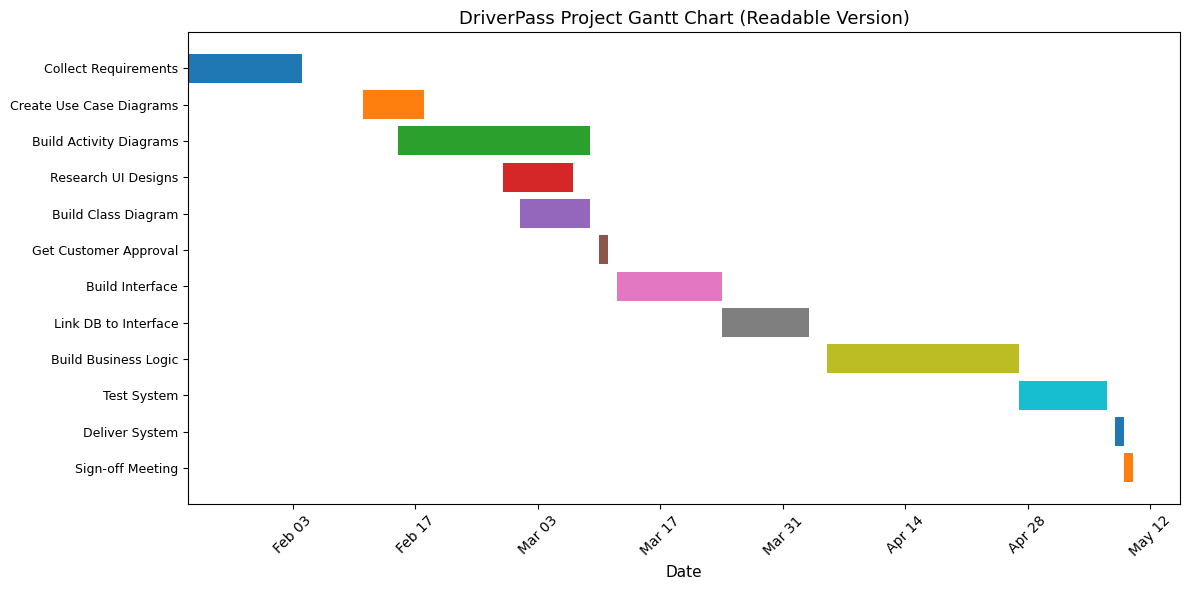 DriverPass Project Gantt Chart (Readable Version)
Collect Requirements
Create Use Case Diagrams
Build Activity Diagrams
Research UI Designs
Build Class Diagram
Get Customer Approval
Build Interface
Link DB to Interface
Build Business Logic
Test System
Deliver System
Sign-off Meeting
Feb 03 Feb 17 Mar 03 Mar 17 Mar 31 Apr 14 Apr 28 May 12
Date